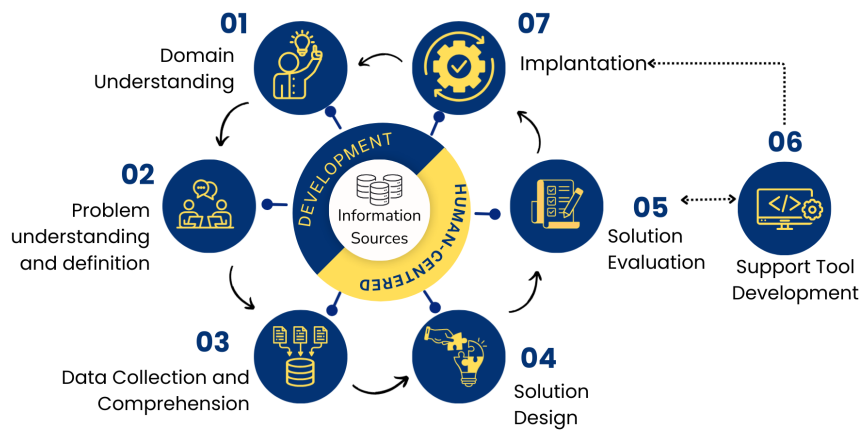 01
Domain
Understanding
02
Problem
understanding
and definition
03
Data Collection and
Comprehension
04
Solution
Design
05
Solution
Evaluation
06
Support Tool
Development
07
Implantation
DEVELOPMENT
HUMAN-CENTERED
Information
Sources
</>